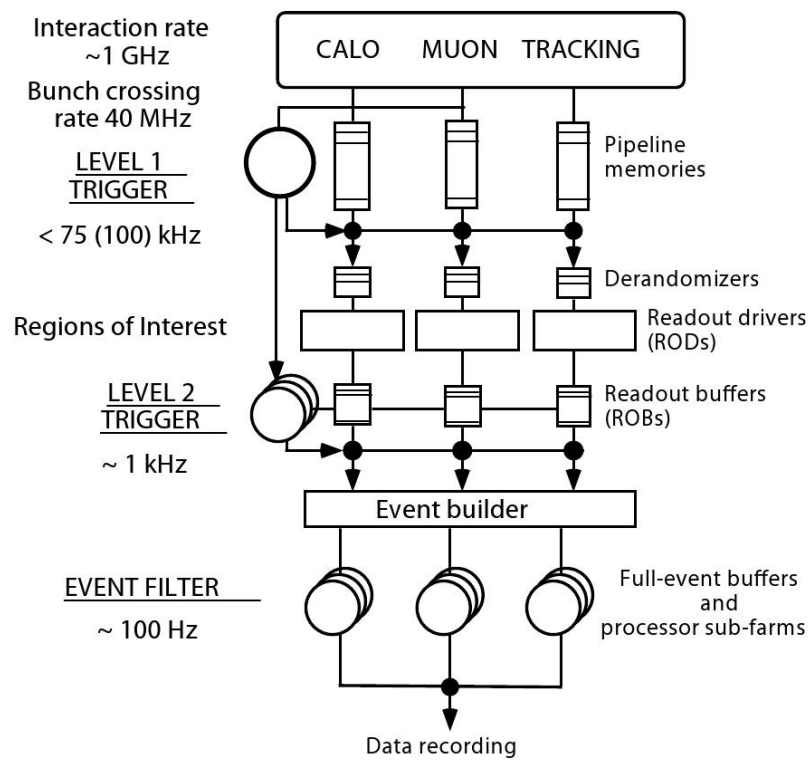 Interaction rate
~1 GHz
CALO MUON TRACKING
Bunch crossing
rate 40 MHz
LEVEL 1
TRIGGER
Pipeline
memories
< 75 (100) kHz
Derandomizers
Regions of Interest
Readout drivers
(RODs)
LEVEL 2
TRIGGER
Readout buffers
(ROBs)
~ 1 kHz
Event builder
EVENT FILTER
~ 100 Hz
Full-event buffers
and
processor sub-farms
Data recording